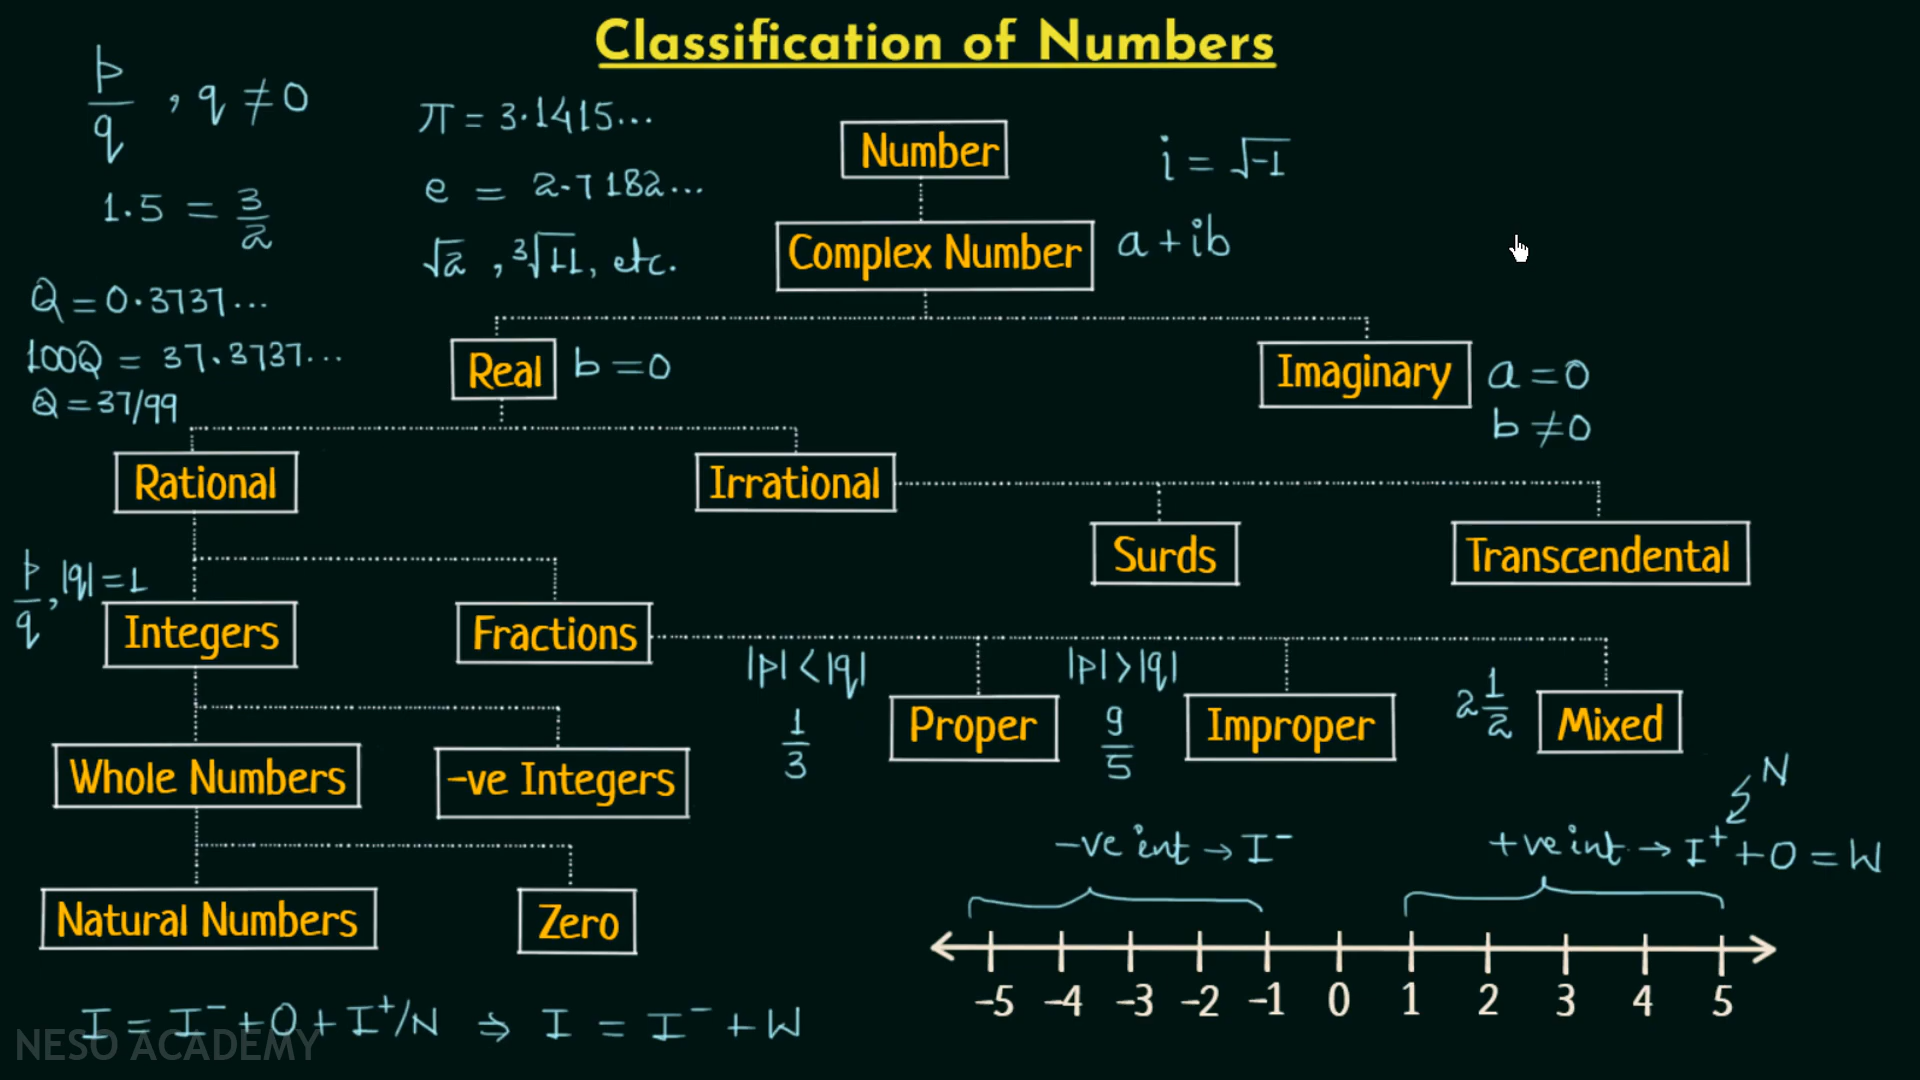 Classification of Numbers
p/q , q ≠ 0
1.5 = 3/2
Q = 0.3737...
100Q = 37.3737...
Q = 37/99
π = 3.1415...
e = 2.7182...
√2 , ³√11, etc.
Number
i = √-1
Complex Number
a + ib
Real
b = 0
Imaginary
a = 0
b ≠ 0
Rational
Irrational
Surds
Transcendental
p/q , |q| = 1
Integers
Fractions
|p| < |q|
1/3
Proper
|p| > |q|
9/5
Improper
2 1/2
Mixed
Whole Numbers
-ve Integers
Natural Numbers
Zero
N
-ve int → I⁻
+ve int → I⁺ + 0 = W
-5 -4 -3 -2 -1 0 1 2 3 4 5
I = I⁻ + 0 + I⁺/N ⇒ I = I⁻ + W
NESO ACADEMY